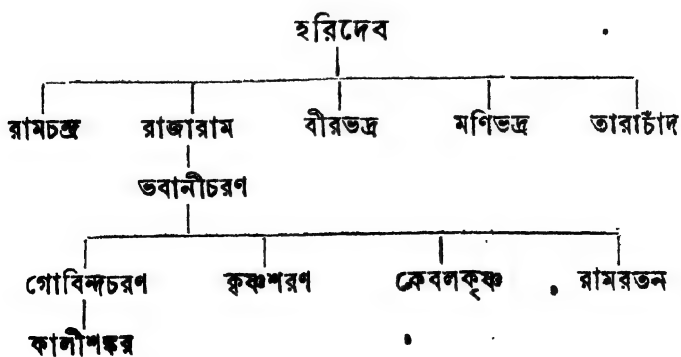 হরিদেব
রামচন্দ্র রাজারাম বীরভদ্র মণিভদ্র তারাচাঁদ
ভবানীচরণ
গোবিন্দচরণ কৃষ্ণশরণ কেবলকৃষ্ণ রামরতন
কালীশঙ্কর